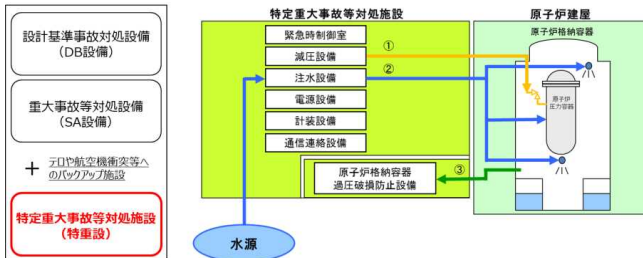 設計基準事故対処設備
(DB設備)
重大事故等対処設備
(SA設備)
+ テロや航空機衝突等へ
のバックアップ施設
特定重大事故等対処施設
(特重設)
特定重大事故等対処施設
緊急時制御室
減圧設備
注水設備
電源設備
計装設備
通信連絡設備
原子炉格納容器
過圧破損防止設備
水源
①
②
③
原子炉建屋
原子炉格納容器
原子炉
圧力容器